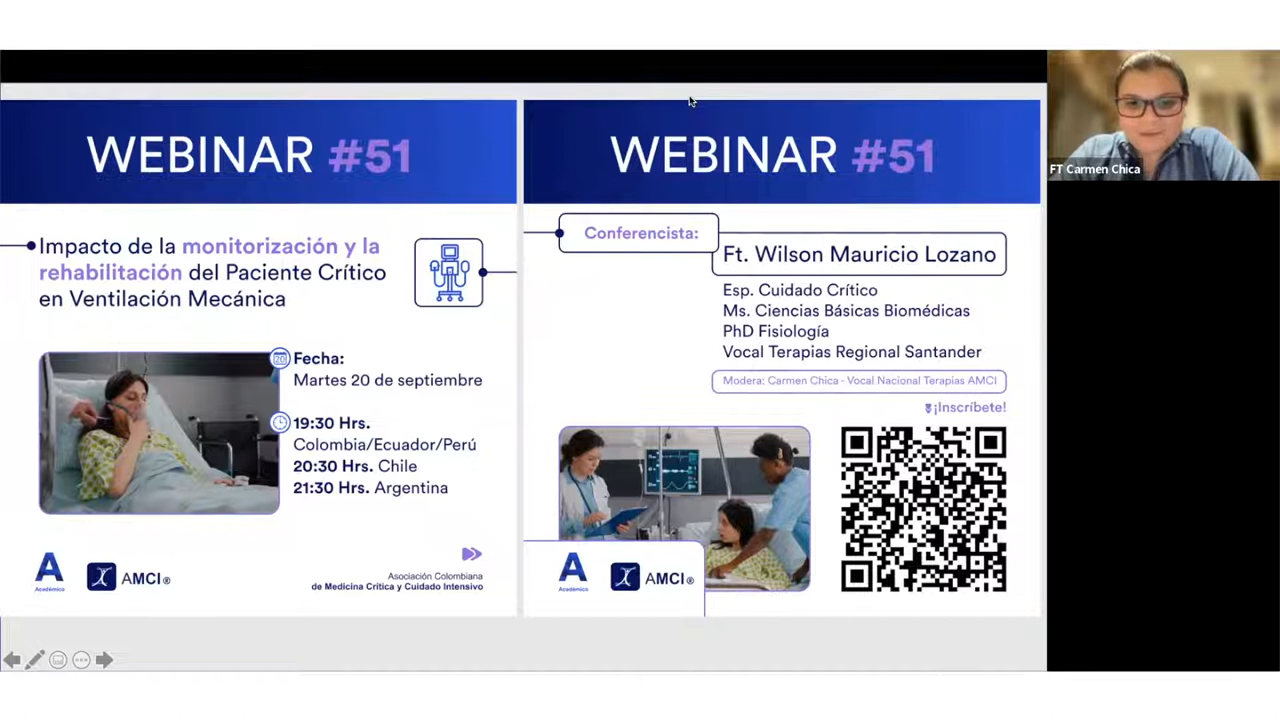 WEBINAR #51
Impacto de la monitorización y la
rehabilitación del Paciente Crítico
en Ventilación Mecánica
Fecha:
Martes 20 de septiembre
19:30 Hrs.
Colombia/Ecuador/Perú
20:30 Hrs. Chile
21:30 Hrs. Argentina
A
Académico
AMCI®
Asociación Colombiana
de Medicina Crítica y Cuidado Intensivo
WEBINAR #51
Conferencista:
Ft. Wilson Mauricio Lozano
Esp. Cuidado Crítico
Ms. Ciencias Básicas Biomédicas
PhD Fisiología
Vocal Terapias Regional Santander
Modera: Carmen Chica - Vocal Nacional Terapias AMCI
¡Inscríbete!
A
Académico
AMCI®
FT Carmen Chica